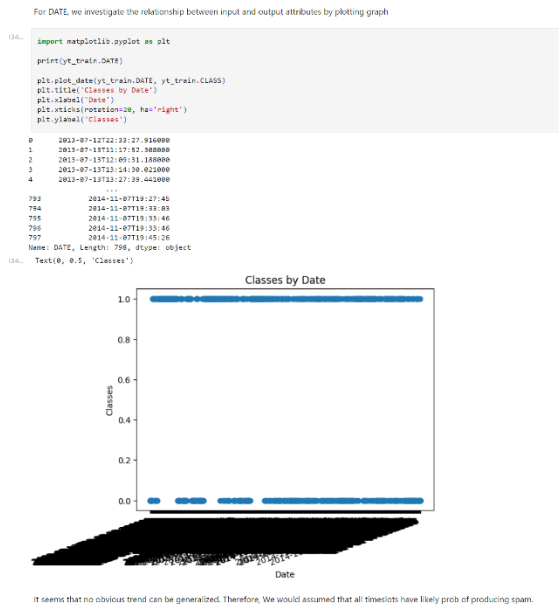 For DATE, we investigate the relationship between input and output attributes by plotting graph
import matplotlib.pyplot as plt
print(yt_train.DATE)
plt.plot_date(yt_train.DATE, yt_train.CLASS)
plt.title('Classes by Date')
plt.xlabel('Date')
plt.xticks(rotation=20, ha='right')
plt.ylabel('Classes')
0 2013-07-12T22:33:27.916000
1 2013-07-13T11:17:52.308000
2 2013-07-13T12:09:31.188000
3 2013-07-13T13:14:30.021000
4 2013-07-13T13:27:39.441000
...
793 2014-11-07T19:27:45
794 2014-11-07T19:33:03
795 2014-11-07T19:33:46
796 2014-11-07T19:33:46
797 2014-11-07T19:45:26
Name: DATE, Length: 798, dtype: object
Text(0, 0.5, 'Classes')
Classes by Date
1.0
0.8
0.6
0.4
0.2
0.0
Classes
Date
It seems that no obvious trend can be generalized. Therefore, We would assumed that all timeslots have likely prob of producing spam.